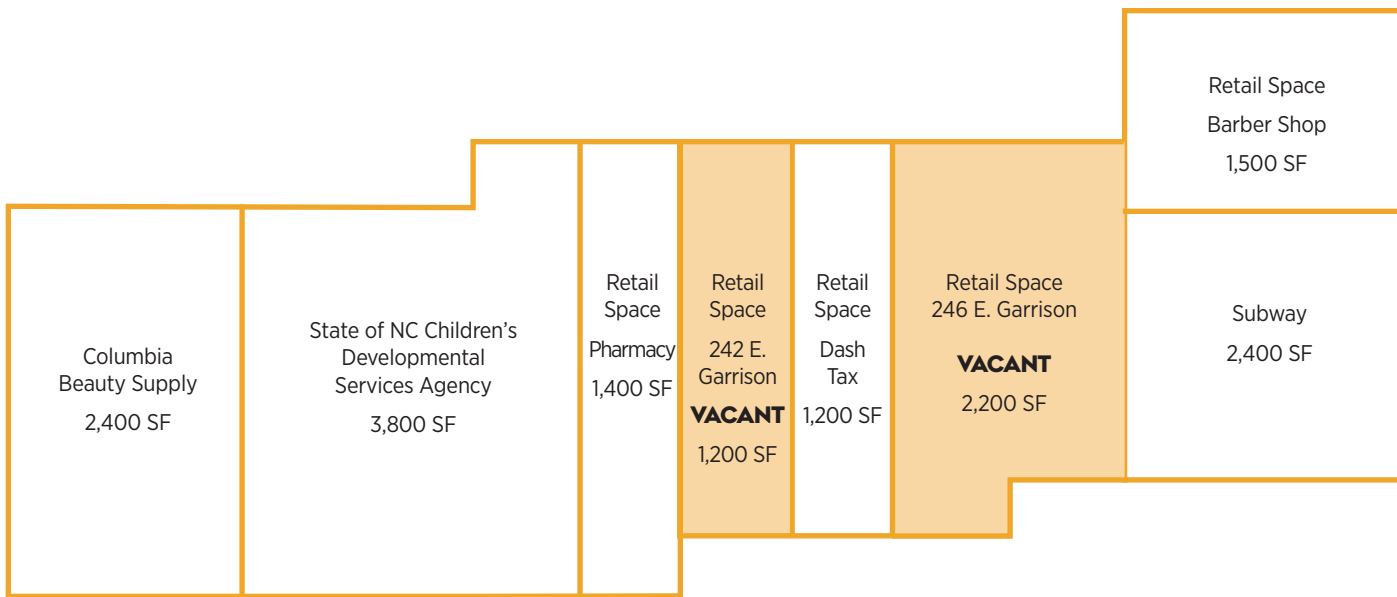 Columbia
Beauty Supply
2,400 SF
State of NC Children’s
Developmental
Services Agency
3,800 SF
Retail
Space
Pharmacy
1,400 SF
Retail
Space
242 E.
Garrison
VACANT
1,200 SF
Retail
Space
Dash
Tax
1,200 SF
Retail Space
246 E. Garrison
VACANT
2,200 SF
Retail Space
Barber Shop
1,500 SF
Subway
2,400 SF